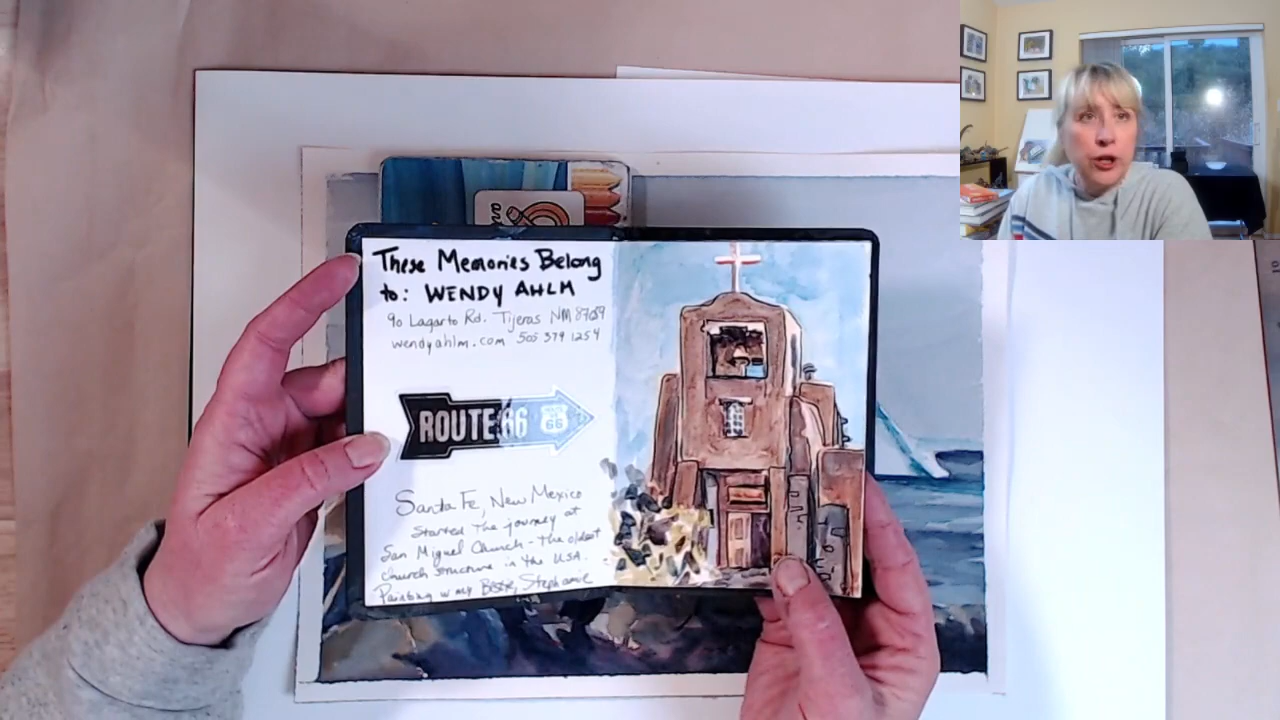 These Memories Belong
to: WENDY AHLM
90 Lagarto Rd. Tijeras NM 87059
wendyahlm.com 505 379 1254
ROUTE 66
ROUTE
US
66
Santa Fe, New Mexico
Started the journey at
San Miguel Church - the oldest
church structure in the USA.
Painting w my Bestie, Stephanie